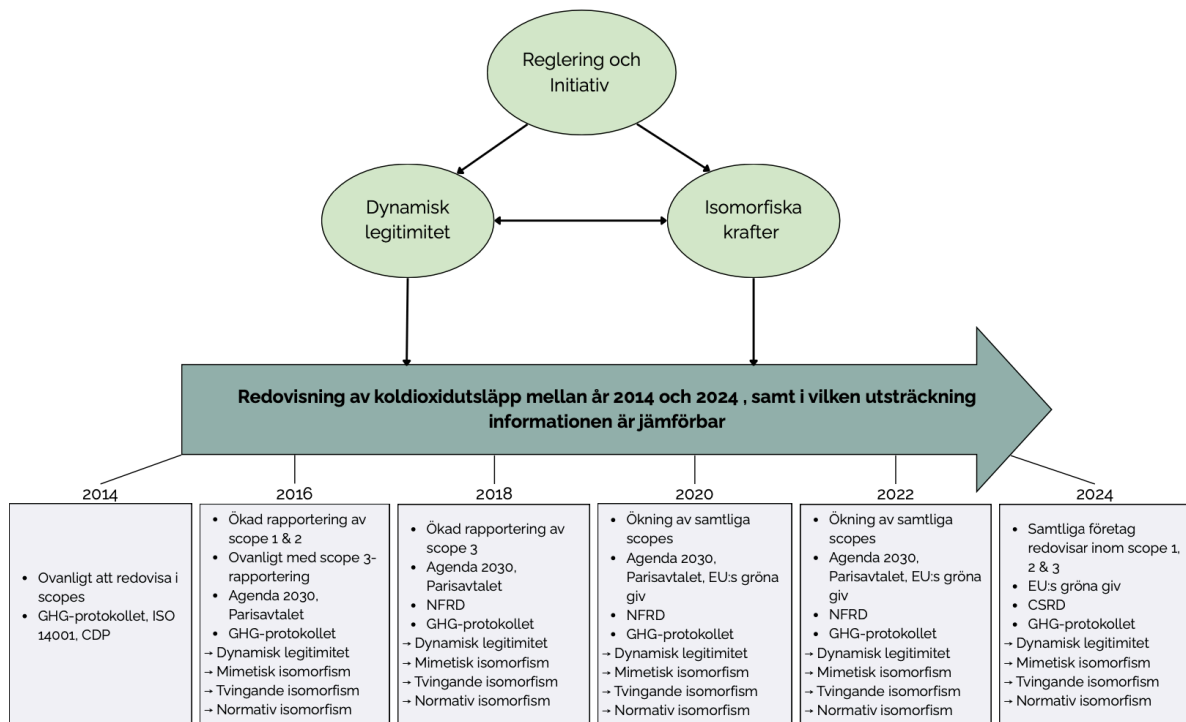 Reglering och
Initiativ
Dynamisk
legitimitet
Isomorfiska
krafter
Redovisning av koldioxidutsläpp mellan år 2014 och 2024 , samt i vilken utsträckning
informationen är jämförbar
2014
• Ovanligt att redovisa i
scopes
• GHG-protokollet, ISO
14001, CDP
2016
• Ökad rapportering av
scope 1 & 2
• Ovanligt med scope 3-
rapportering
• Agenda 2030,
Parisavtalet
• GHG-protokollet
→ Dynamisk legitimitet
→ Mimetisk isomorfism
→ Tvingande isomorfism
→ Normativ isomorfism
2018
• Ökad rapportering av
scope 3
• Agenda 2030,
Parisavtalet
• NFRD
• GHG-protokollet
→ Dynamisk legitimitet
→ Mimetisk isomorfism
→ Tvingande isomorfism
→ Normativ isomorfism
2020
• Ökning av samtliga
scopes
• Agenda 2030,
Parisavtalet, EU:s gröna
giv
• NFRD
• GHG-protokollet
→ Dynamisk legitimitet
→ Mimetisk isomorfism
→ Tvingande isomorfism
→ Normativ isomorfism
2022
• Ökning av samtliga
scopes
• Agenda 2030,
Parisavtalet, EU:s gröna
giv
• NFRD
• GHG-protokollet
→ Dynamisk legitimitet
→ Mimetisk isomorfism
→ Tvingande isomorfism
→ Normativ isomorfism
2024
• Samtliga företag
redovisar inom scope 1,
2 & 3
• EU:s gröna giv
• CSRD
• GHG-protokollet
→ Dynamisk legitimitet
→ Mimetisk isomorfism
→ Tvingande isomorfism
→ Normativ isomorfism